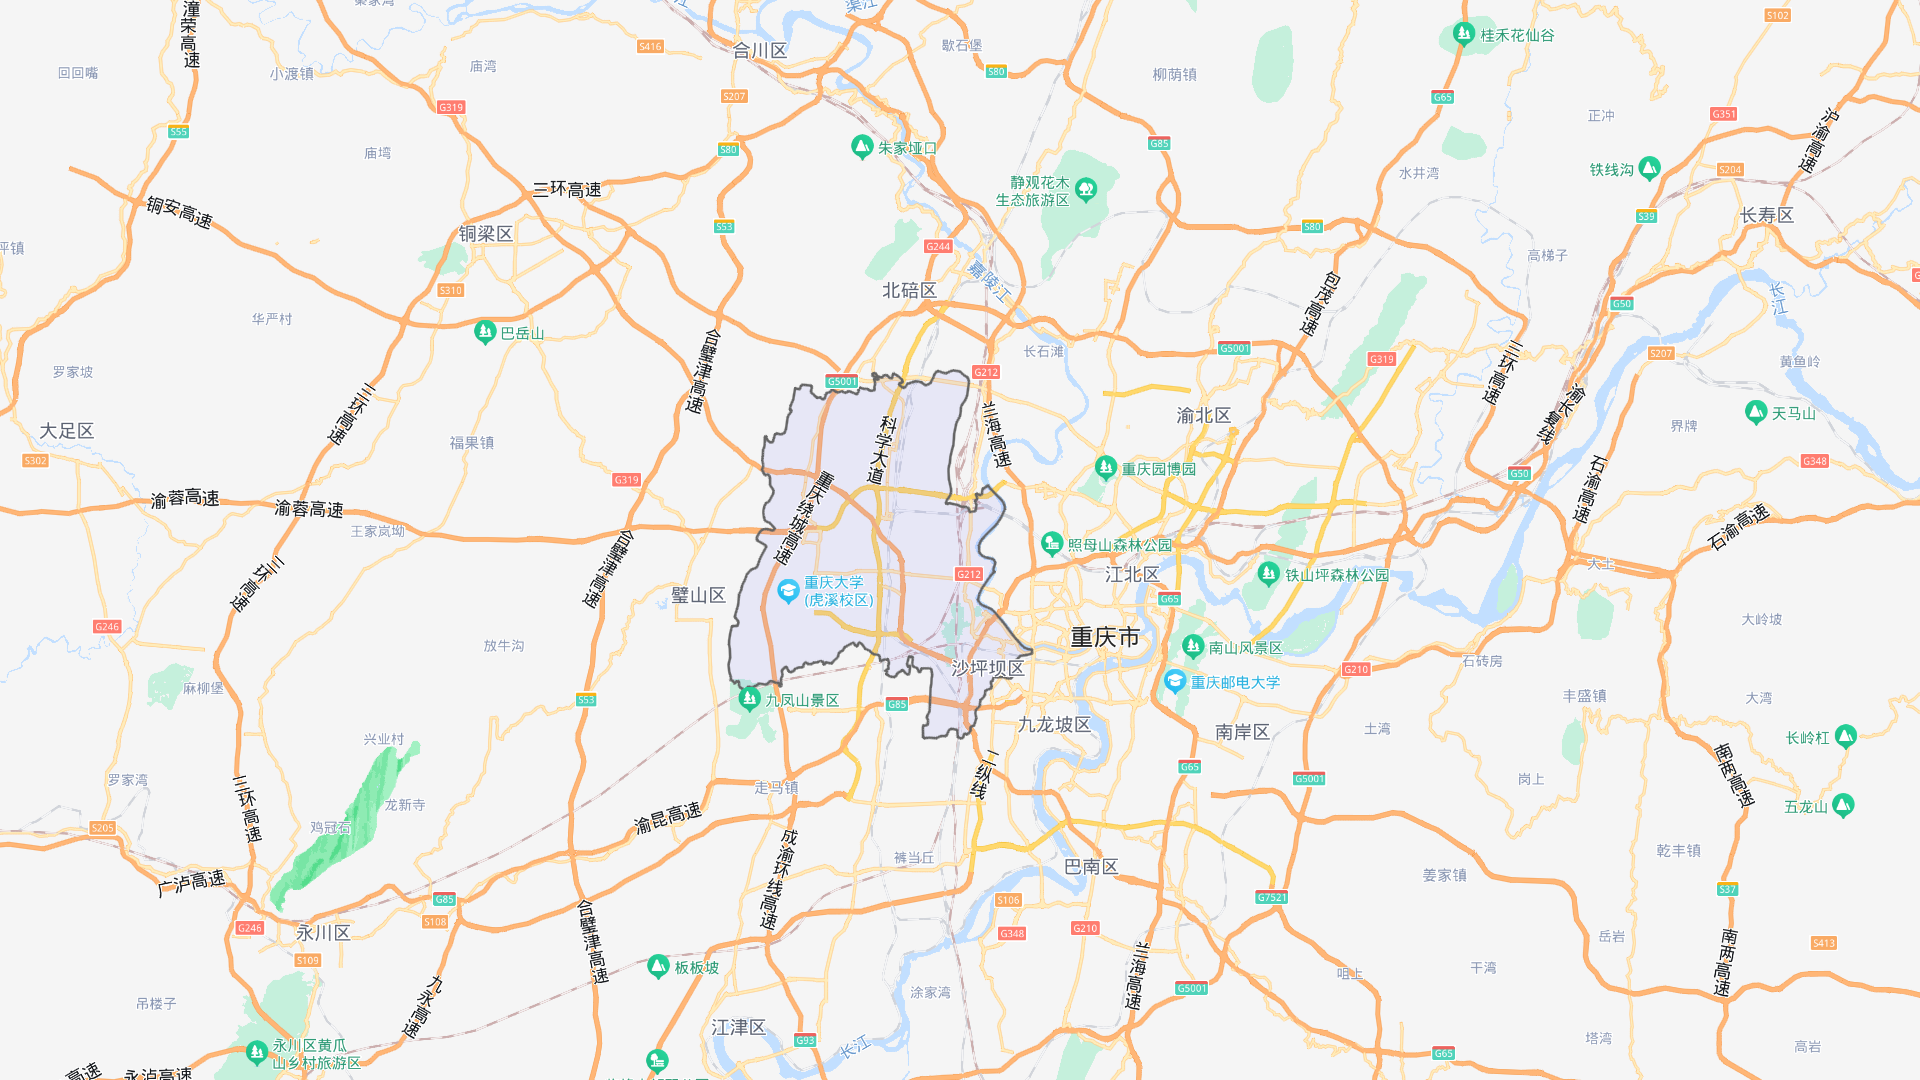 秦家湾
渠江
潼荣高速
合川区
S416
歇石堡
S102
桂禾花仙谷
回回嘴
小渡镇
庙湾
S80
柳荫镇
S207
G65
G319
G351
正冲
沪渝高速
S55
S80
朱家垭口
G85
庙塆
水井湾
铁线沟
S204
静观花木
生态旅游区
三环高速
铜安高速
S53
S80
S39
长寿区
铜梁区
G244
坪镇
高梯子
嘉陵江
北碚区
S310
包茂高速
G50
长江
华严村
巴岳山
合璧津高速
长石滩
G5001
三环高速
G319
S207
黄鱼岭
罗家坡
G5001
G212
三环高速
兰海高速
渝北区
渝长复线
天马山
大足区
科学大道
界牌
福果镇
S302
G319
重庆园博园
G50
G348
重庆绕城高速
石渝高速
渝蓉高速
渝蓉高速
王家岚坳
石渝高速
照母山森林公园
合璧津高速
三环高速
G212
江北区
铁山坪森林公园
大土
重庆大学
(虎溪校区)
璧山区
G65
G246
大岭坡
放牛沟
重庆市
南山风景区
沙坪坝区
G210
石砖房
麻柳堡
重庆邮电大学
丰盛镇
大湾
S53
九凤山景区
G85
九龙坡区
南岸区
土湾
兴业村
长岭杠
G65
G5001
岗上
南两高速
罗家湾
三环高速
龙新寺
走马镇
二纵线
五龙山
S205
鸡冠石
渝昆高速
成渝环线高速
裤当丘
巴南区
乾丰镇
广泸高速
姜家镇
S37
G85
S106
G7521
S108
G246
永川区
合璧津高速
G348
G210
岳岩
S413
S109
板板坡
兰海高速
咀上
干湾
南两高速
吊楼子
九永高速
涂家湾
G5001
江津区
长江
G93
塔湾
高岩
永川区黄瓜
山乡村旅游区
G65
高速
永泸高速